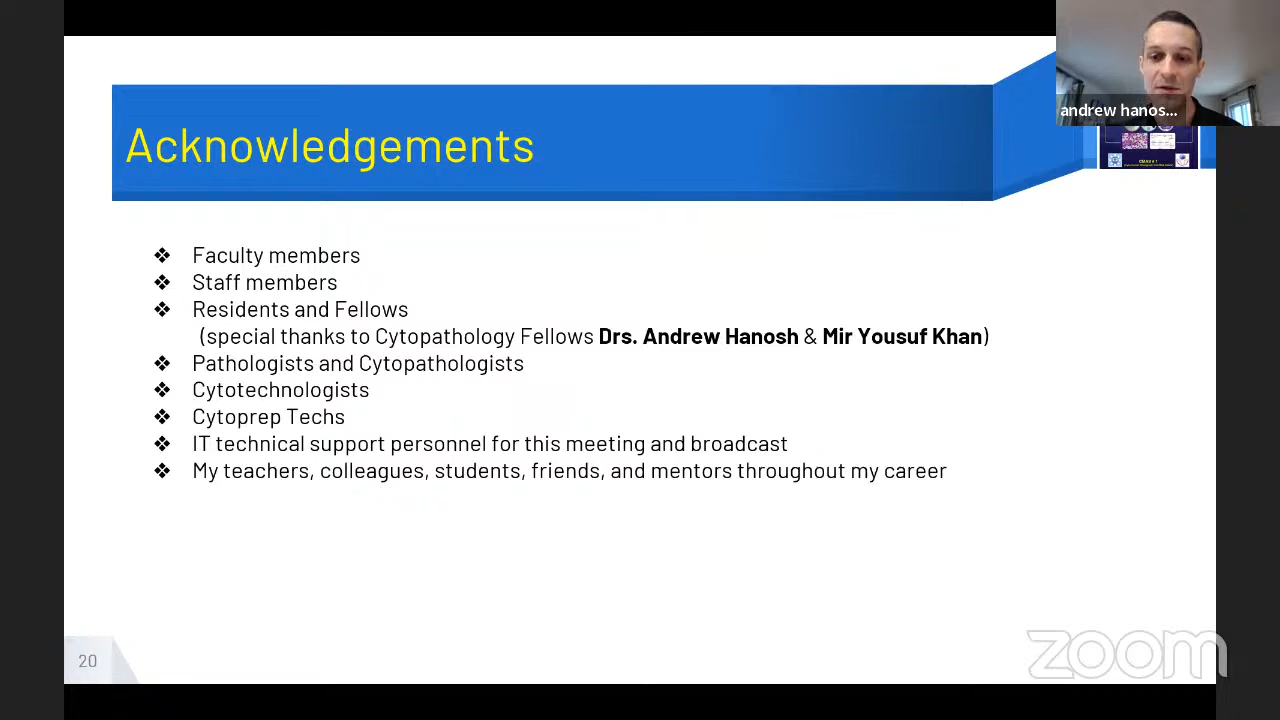 andrew hanos...
Acknowledgements
CMAS # 1
❖ Faculty members
❖ Staff members
❖ Residents and Fellows
(special thanks to Cytopathology Fellows Drs. Andrew Hanosh & Mir Yousuf Khan)
❖ Pathologists and Cytopathologists
❖ Cytotechnologists
❖ Cytoprep Techs
❖ IT technical support personnel for this meeting and broadcast
❖ My teachers, colleagues, students, friends, and mentors throughout my career
20
zoom